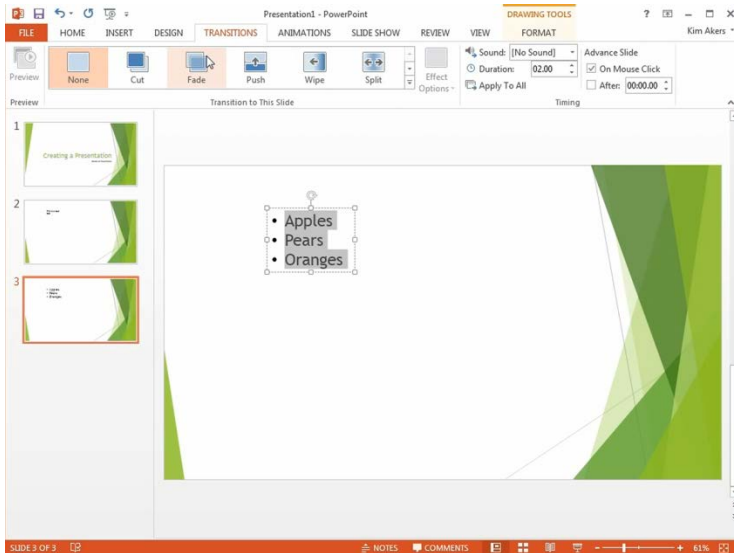 Presentation1 - PowerPoint
DRAWING TOOLS
?
FILE HOME INSERT DESIGN TRANSITIONS ANIMATIONS SLIDE SHOW REVIEW VIEW FORMAT Kim Akers
Preview
None Cut Fade Push Wipe Split
Effect
Options
Sound: [No Sound]
Duration: 02.00
Apply To All
Advance Slide
On Mouse Click
After: 00:00.00
Preview Transition to This Slide Timing
1
Creating a Presentation
2
3
• Apples
• Pears
• Oranges
• Apples
• Pears
• Oranges
SLIDE 3 OF 3 NOTES COMMENTS 61%